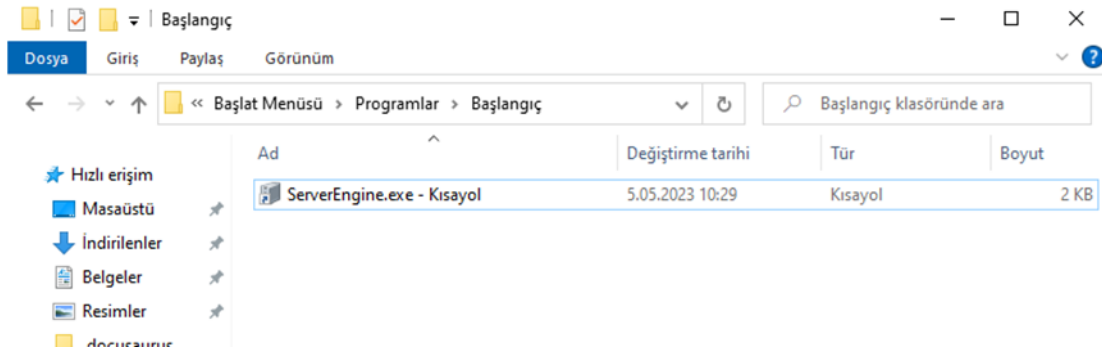 Başlangıç
Dosya Giriş Paylaş Görünüm
« Başlat Menüsü > Programlar > Başlangıç Başlangıç klasöründe ara
Ad Değiştirme tarihi Tür Boyut
Hızlı erişim
ServerEngine.exe - Kısayol 5.05.2023 10:29 Kısayol 2 KB
Masaüstü
İndirilenler
Belgeler
Resimler
docusaurus